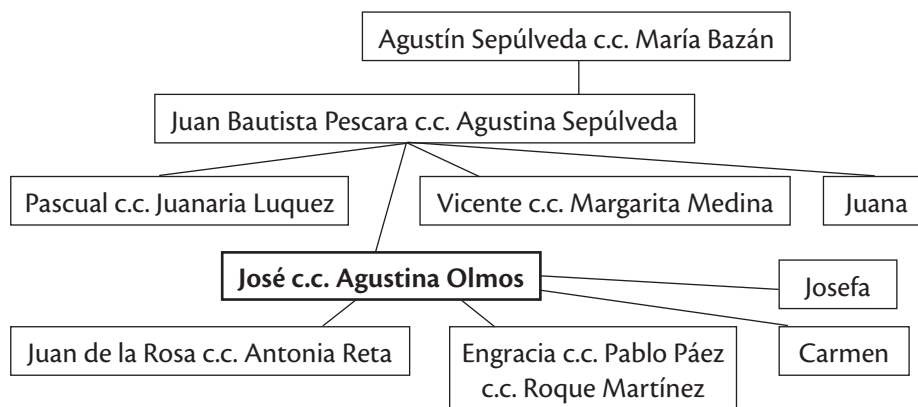 Agustín Sepúlveda c.c. María Bazán
Juan Bautista Pescara c.c. Agustina Sepúlveda
Pascual c.c. Juanaria Luquez
Vicente c.c. Margarita Medina
Juana
José c.c. Agustina Olmos
Josefa
Juan de la Rosa c.c. Antonia Reta
Engracia c.c. Pablo Páez
c.c. Roque Martínez
Carmen